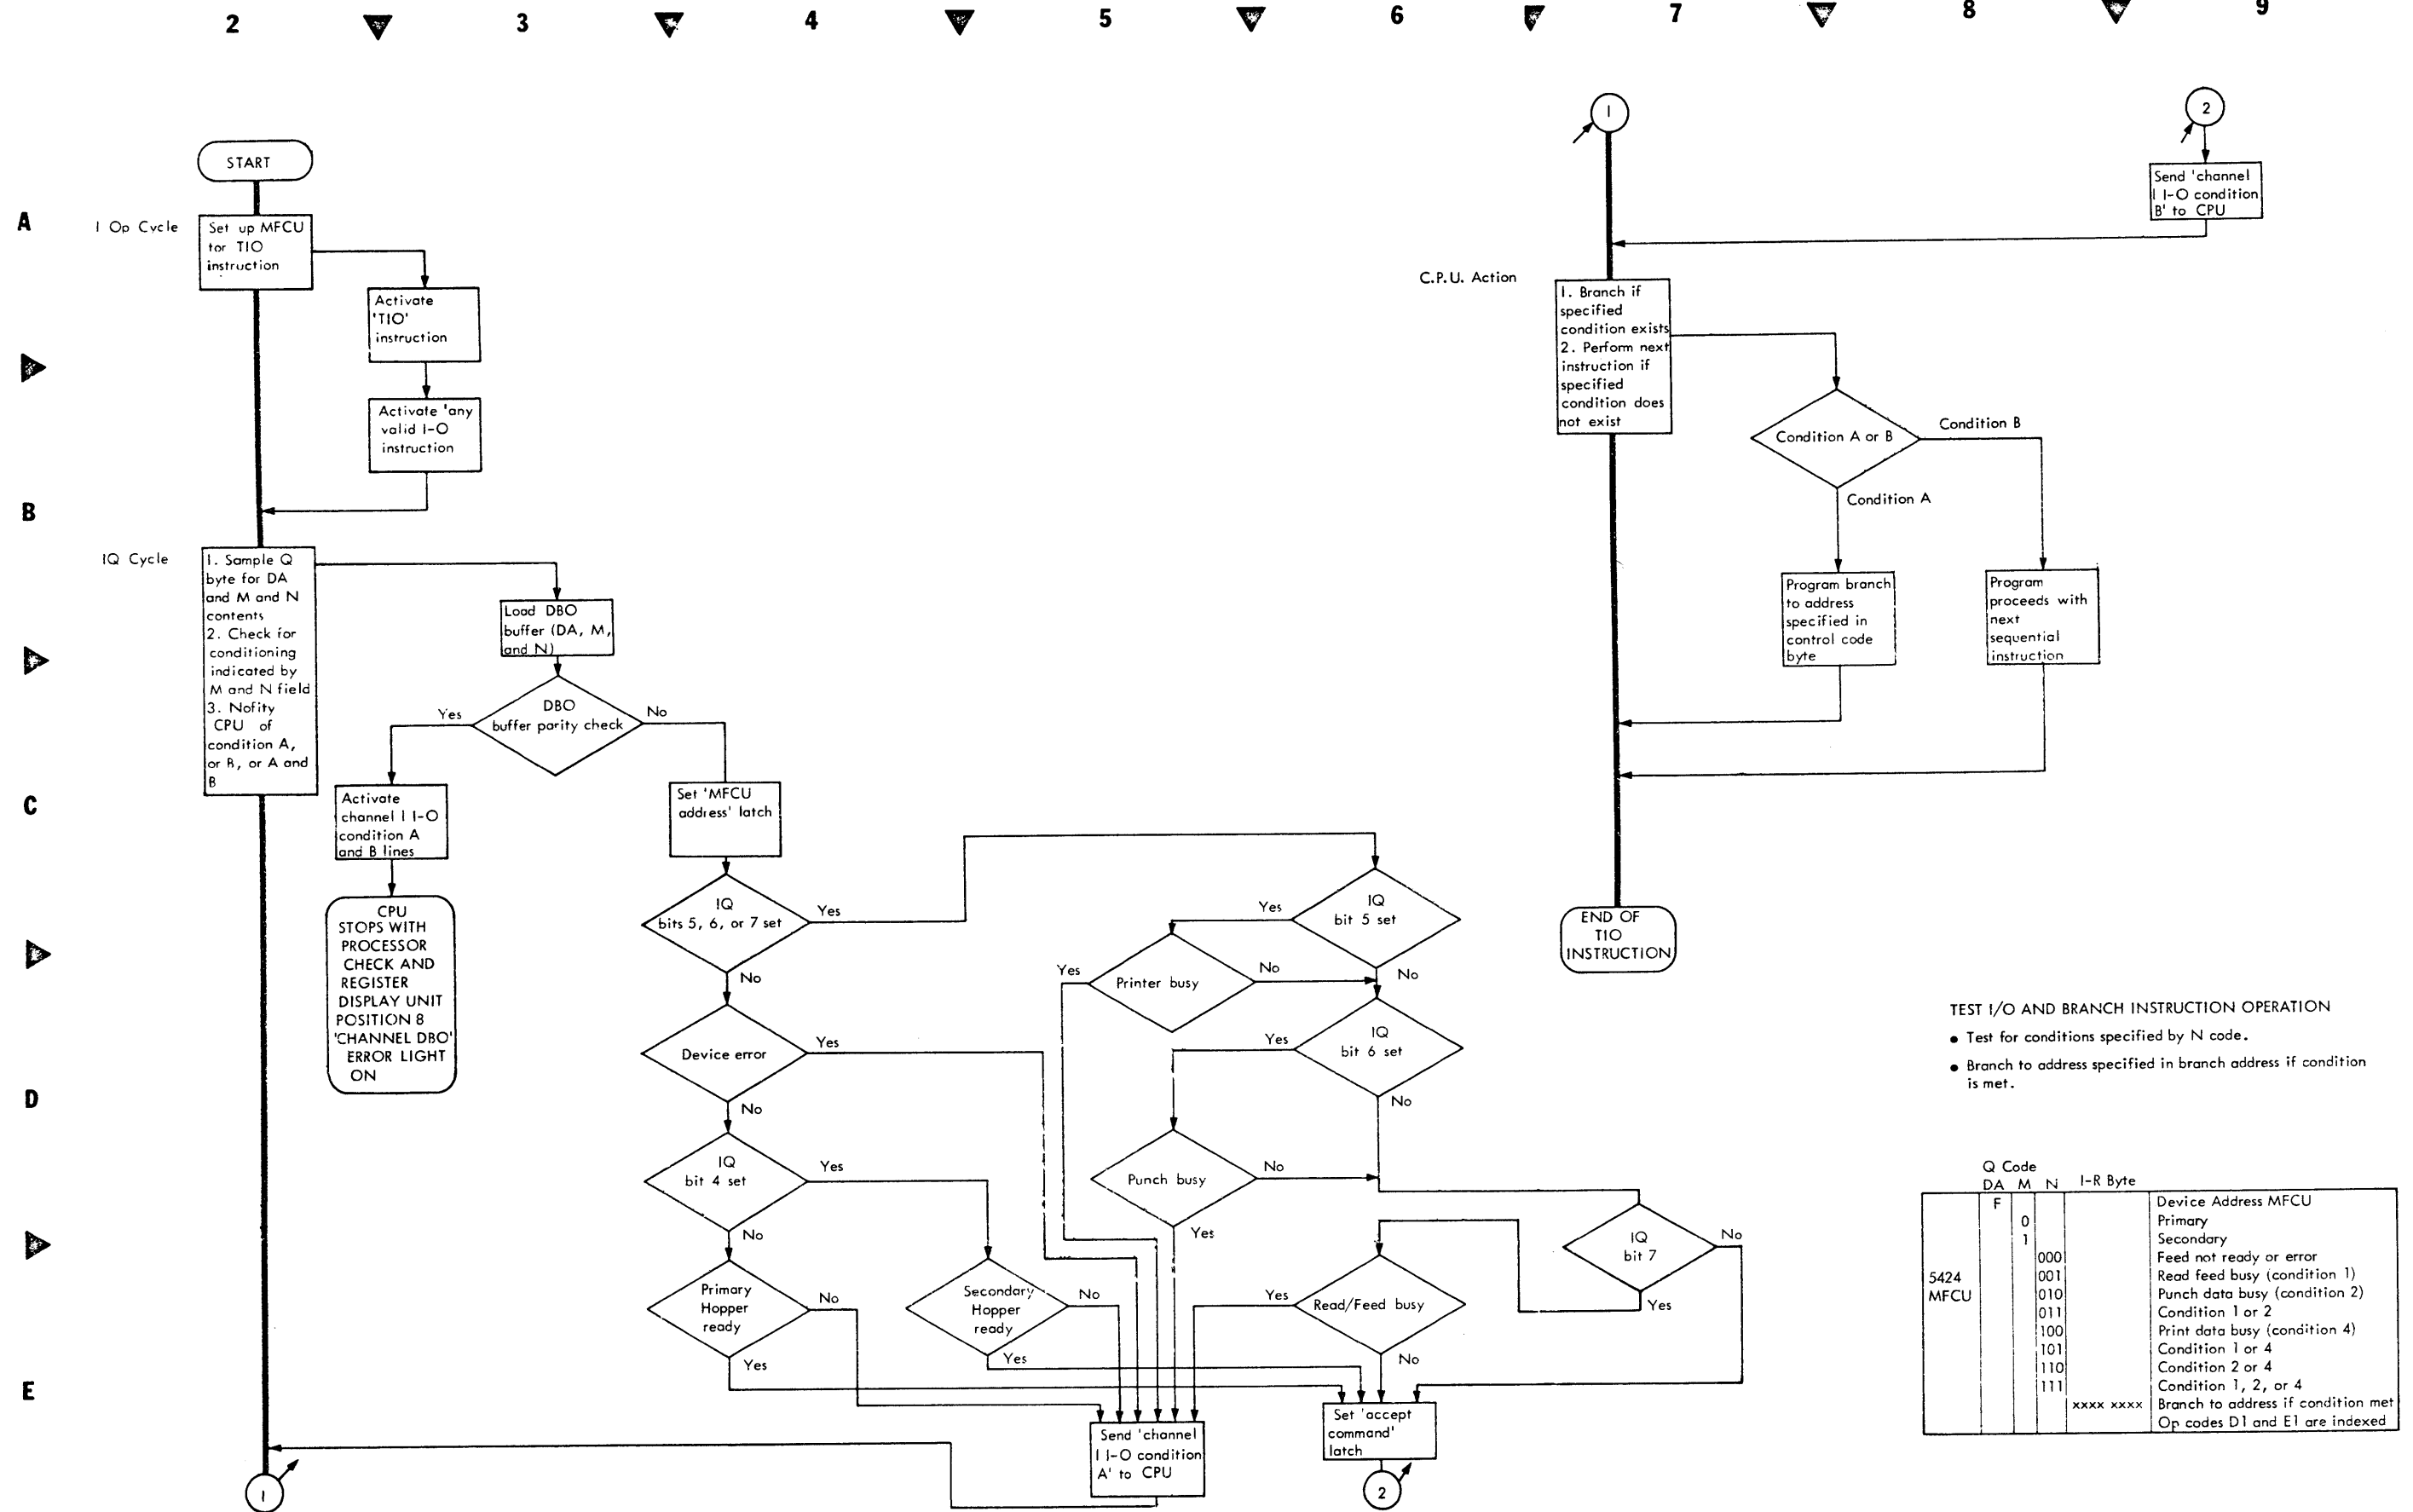 2 3 4 5 6 7 8 9
A
B
C
D
E
START
I Op Cycle
Set up MFCU
for TIO
instruction
Activate
'TIO'
instruction
Activate 'any
valid I-O
instruction
IQ Cycle
1. Sample Q
byte for DA
and M and N
contents
2. Check for
conditioning
indicated by
M and N field
3. Nofity
CPU of
condition A,
or B, or A and
B
Load DBO
buffer (DA, M,
and N)
DBO
buffer parity check
Yes
No
Activate
channel I I-O
condition A
and B lines
CPU
STOPS WITH
PROCESSOR
CHECK AND
REGISTER
DISPLAY UNIT
POSITION 8
'CHANNEL DBO'
ERROR LIGHT
ON
Set 'MFCU
address' latch
IQ
bits 5, 6, or 7 set
Yes
No
Device error
Yes
No
IQ
bit 4 set
Yes
No
Primary
Hopper
ready
No
Yes
Secondary
Hopper
ready
No
Yes
IQ
bit 5 set
Yes
No
Printer busy
Yes
No
IQ
bit 6 set
Yes
No
Punch busy
No
Yes
IQ
bit 7
No
Yes
Read/Feed busy
Yes
No
Send 'channel
I I-O condition
A' to CPU
Set 'accept
command'
latch
1
2
1
2
Send 'channel
I I-O condition
B' to CPU
C.P.U. Action
1. Branch if
specified
condition exists
2. Perform next
instruction if
specified
condition does
not exist
Condition A or B
Condition B
Condition A
Program branch
to address
specified in
control code
byte
Program
proceeds with
next
sequential
instruction
END OF
TIO
INSTRUCTION
TEST I/O AND BRANCH INSTRUCTION OPERATION
• Test for conditions specified by N code.
• Branch to address specified in branch address if condition
is met.
Q Code
DA M N I-R Byte
5424
MFCU
F Device Address MFCU
0 Primary
1 Secondary
000 Feed not ready or error
001 Read feed busy (condition 1)
010 Punch data busy (condition 2)
011 Condition 1 or 2
100 Print data busy (condition 4)
101 Condition 1 or 4
110 Condition 2 or 4
111 Condition 1, 2, or 4
xxxx xxxx Branch to address if condition met
Op codes D1 and E1 are indexed